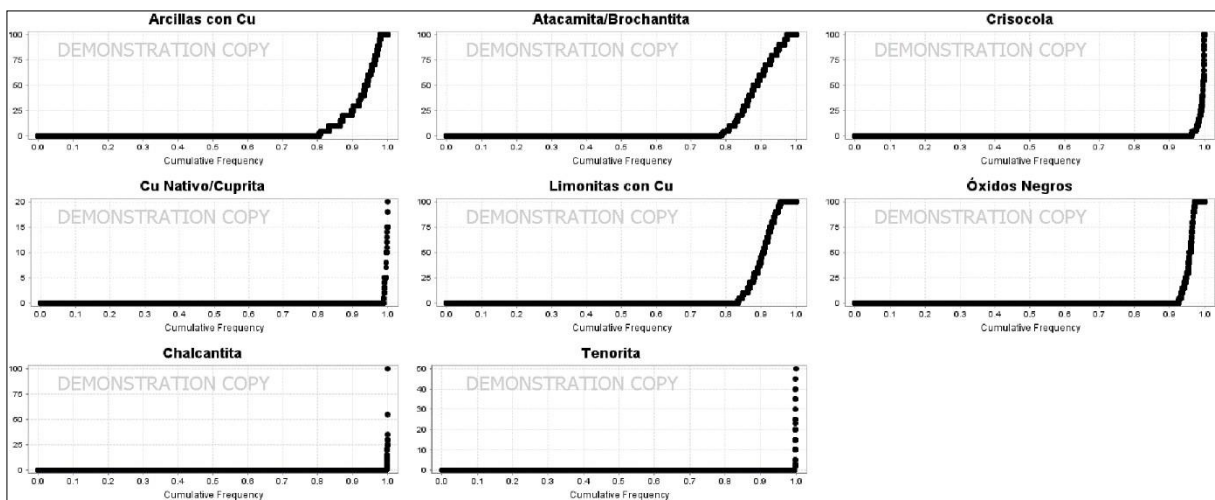 Arcillas con Cu
DEMONSTRATION COPY
100
75
50
25
0
0.0 0.1 0.2 0.3 0.4 0.5 0.6 0.7 0.8 0.9 1.0
Cumulative Frequency
Atacamita/Brochantita
DEMONSTRATION COPY
100
75
50
25
0
0.0 0.1 0.2 0.3 0.4 0.5 0.6 0.7 0.8 0.9 1.0
Cumulative Frequency
Crisocola
DEMONSTRATION COPY
100
75
50
25
0
0.0 0.1 0.2 0.3 0.4 0.5 0.6 0.7 0.8 0.9 1.0
Cumulative Frequency
Cu Nativo/Cuprita
DEMONSTRATION COPY
20
15
10
5
0
0.0 0.1 0.2 0.3 0.4 0.5 0.6 0.7 0.8 0.9 1.0
Cumulative Frequency
Limonitas con Cu
DEMONSTRATION COPY
100
75
50
25
0
0.0 0.1 0.2 0.3 0.4 0.5 0.6 0.7 0.8 0.9 1.0
Cumulative Frequency
Óxidos Negros
DEMONSTRATION COPY
100
75
50
25
0
0.0 0.1 0.2 0.3 0.4 0.5 0.6 0.7 0.8 0.9 1.0
Cumulative Frequency
Chalcantita
DEMONSTRATION COPY
100
75
50
25
0
0.0 0.1 0.2 0.3 0.4 0.5 0.6 0.7 0.8 0.9 1.0
Cumulative Frequency
Tenorita
DEMONSTRATION COPY
50
40
30
20
10
0
0.0 0.1 0.2 0.3 0.4 0.5 0.6 0.7 0.8 0.9 1.0
Cumulative Frequency